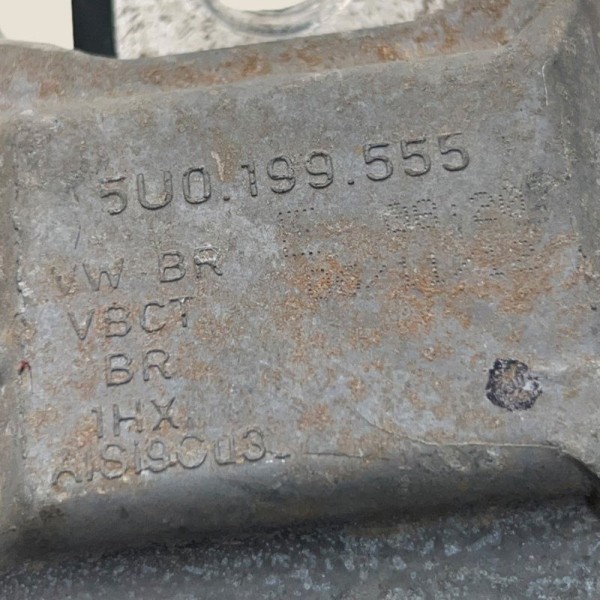 5U0.199.555
VW BR
VBCT
BR
1HX
AlSi9Cu3